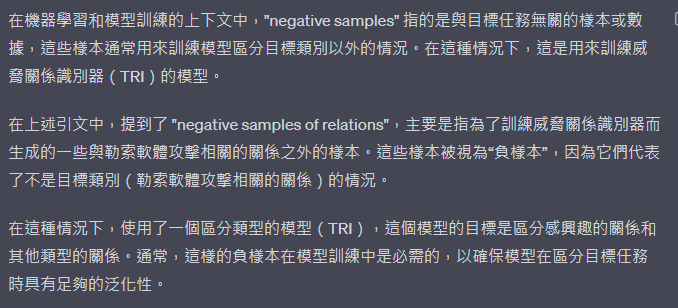 在機器學習和模型訓練的上下文中，"negative samples" 指的是與目標任務無關的樣本或數
據，這些樣本通常用來訓練模型區分目標類別以外的情況。在這種情況下，這是用來訓練威
脅關係識別器（TRI）的模型。
在上述引文中，提到了 "negative samples of relations"，主要是指為了訓練威脅關係識別器而
生成的一些與勒索軟體攻擊相關的關係之外的樣本。這些樣本被視為“負樣本”，因為它們代表
了不是目標類別（勒索軟體攻擊相關的關係）的情況。
在這種情況下，使用了一個區分類型的模型（TRI），這個模型的目標是區分感興趣的關係和
其他類型的關係。通常，這樣的負樣本在模型訓練中是必需的，以確保模型在區分目標任務
時具有足夠的泛化性。